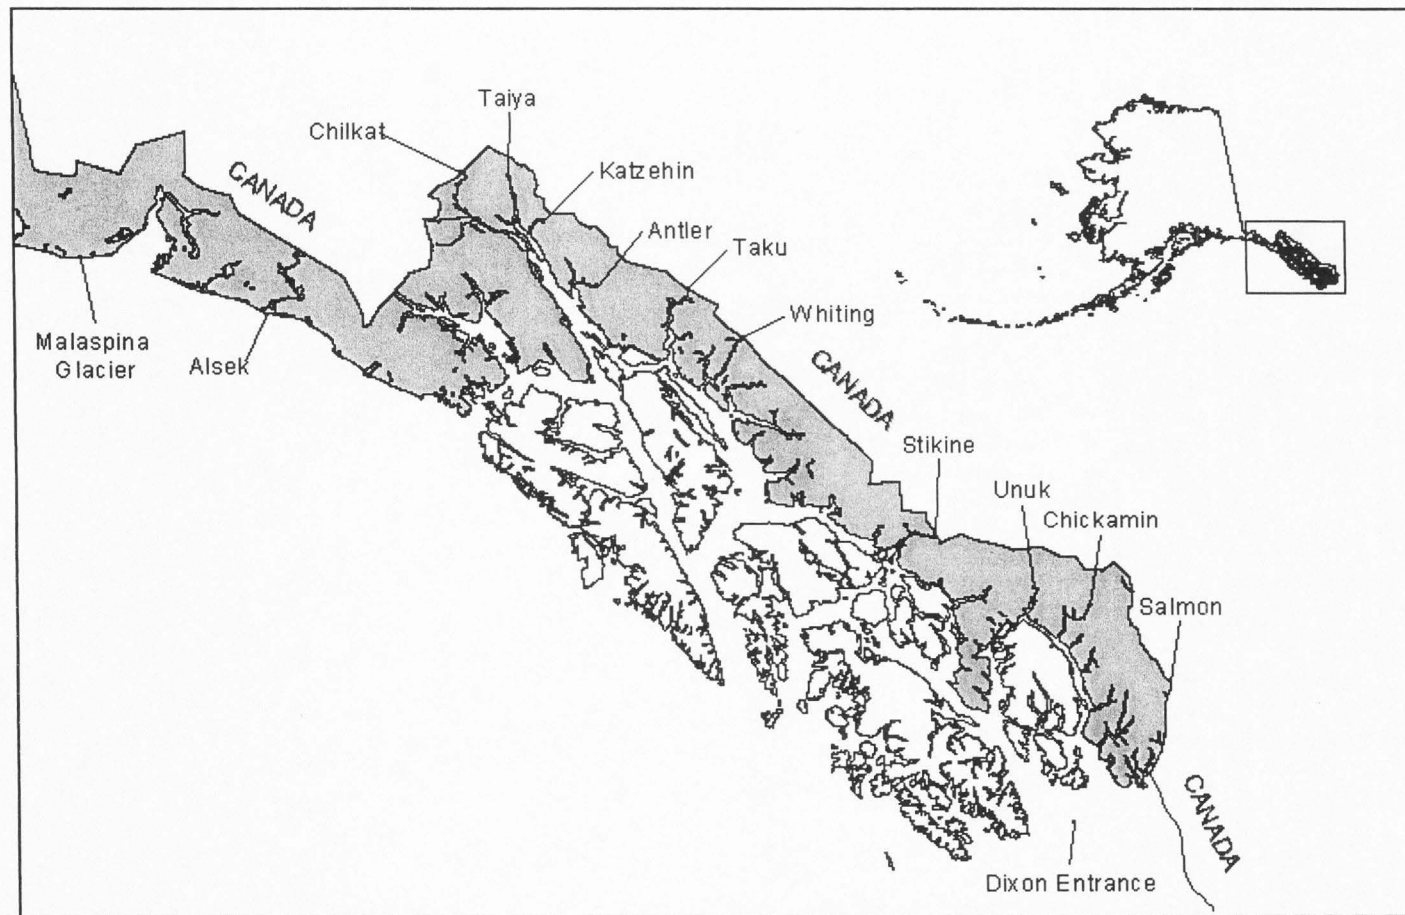 Taiya
Chilkat
Katzehin
CANADA
Antler
Taku
Whiting
Malaspina
Glacier
Alsek
CANADA
Stikine
Unuk
Chickamin
Salmon
CANADA
Dixon Entrance